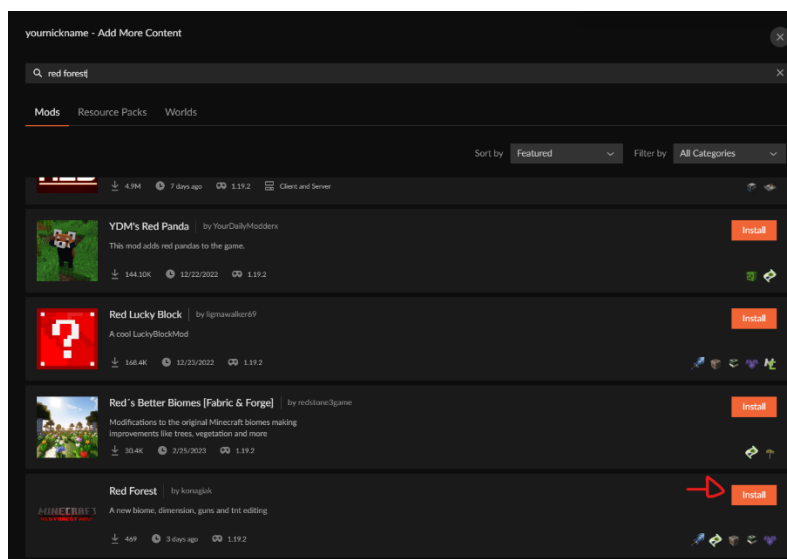 yournickname - Add More Content
red forest
Mods Resource Packs Worlds
Sort by Featured Filter by All Categories
4.9M 7 days ago 1.19.2 Client and Server
YDM's Red Panda by YourDailyModderx
Install
This mod adds red pandas to the game.
144.10K 12/22/2022 1.19.2
Red Lucky Block by ligmawalker69
Install
A cool LuckyBlockMod
168.4K 12/23/2022 1.19.2
Red´s Better Biomes [Fabric & Forge] by redstone3game
Install
Modifications to the original Minecraft biomes making
improvements like trees, vegetation and more
30.4K 2/25/2023 1.19.2
Red Forest by konagiak
Install
MINECRAFT
A new biome, dimension, guns and tnt editing
469 3 days ago 1.19.2